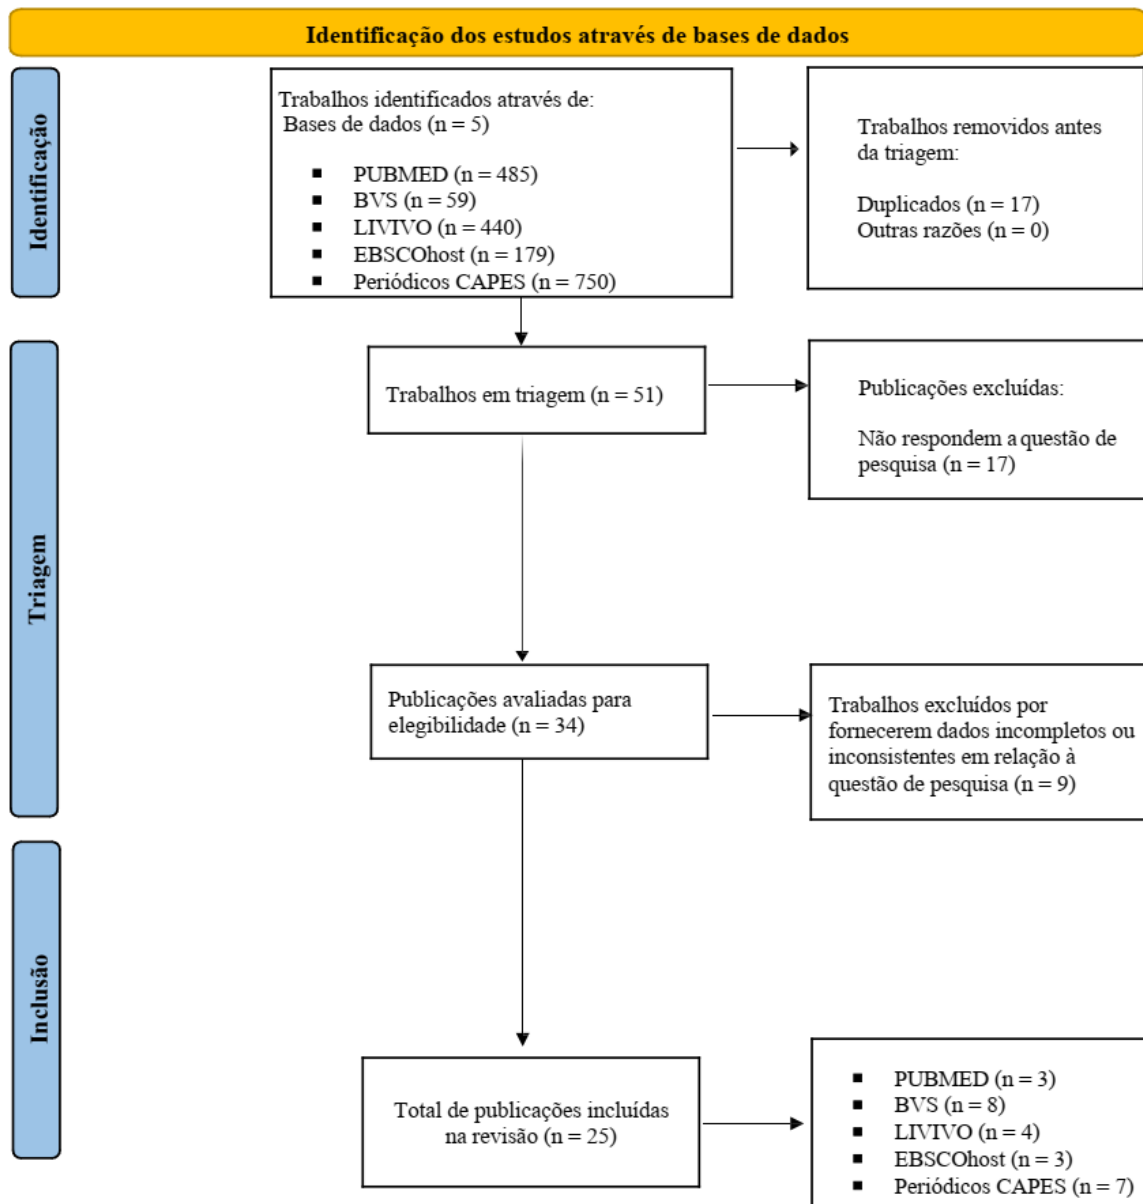 Identificação dos estudos através de bases de dados
Identificação
Trabalhos identificados através de:
Bases de dados (n = 5)
▪ PUBMED (n = 485)
▪ BVS (n = 59)
▪ LIVIVO (n = 440)
▪ EBSCOhost (n = 179)
▪ Periódicos CAPES (n = 750)
Trabalhos removidos antes
da triagem:
Duplicados (n = 17)
Outras razões (n = 0)
Triagem
Trabalhos em triagem (n = 51)
Publicações excluídas:
Não respondem a questão de
pesquisa (n = 17)
Publicações avaliadas para
elegibilidade (n = 34)
Trabalhos excluídos por
fornecerem dados incompletos ou
inconsistentes em relação à
questão de pesquisa (n = 9)
Inclusão
Total de publicações incluídas
na revisão (n = 25)
▪ PUBMED (n = 3)
▪ BVS (n = 8)
▪ LIVIVO (n = 4)
▪ EBSCOhost (n = 3)
▪ Periódicos CAPES (n = 7)